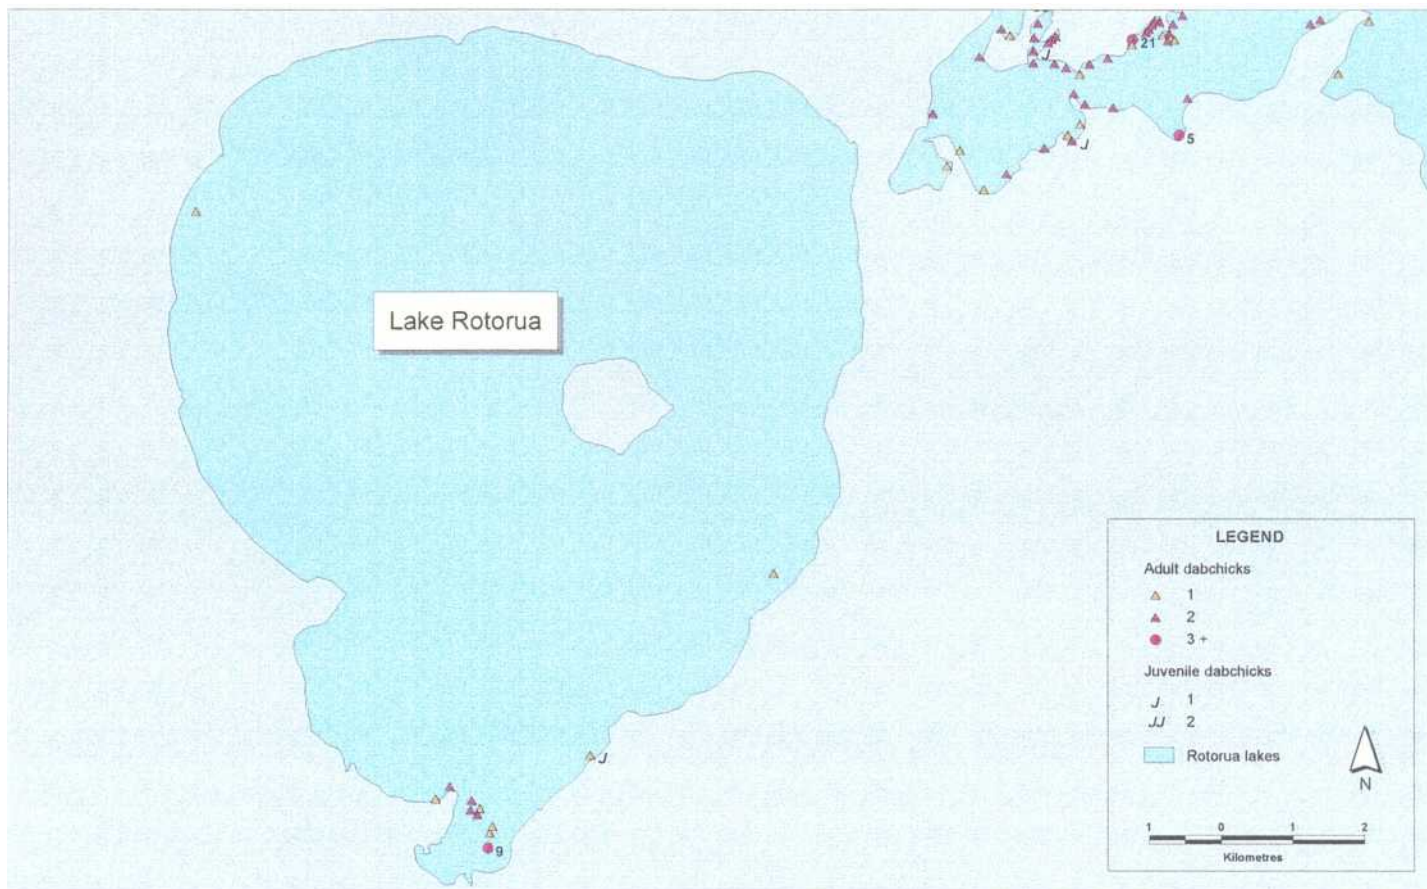 J
21
5
J
Lake Rotorua
J
9
LEGEND
Adult dabchicks
1
2
3 +
Juvenile dabchicks
J 1
JJ 2
Rotorua lakes
N
1 0 1 2
Kilometres